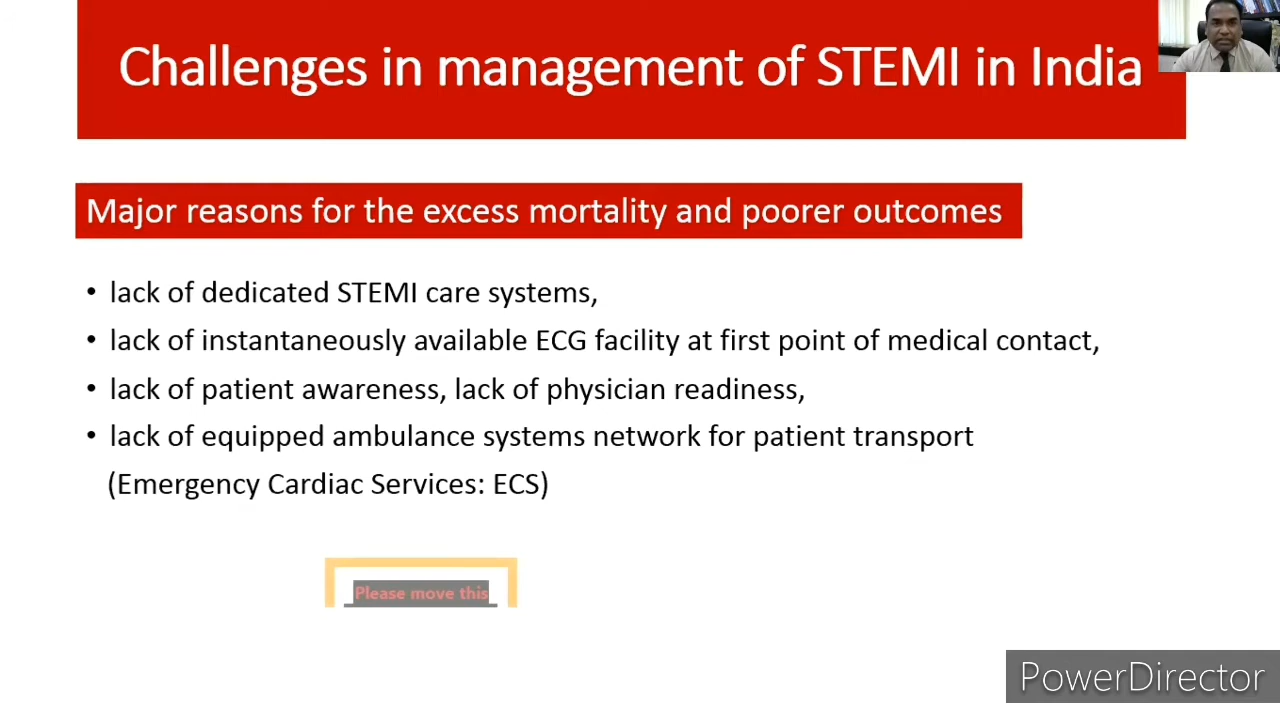 Challenges in management of STEMI in India
Major reasons for the excess mortality and poorer outcomes
• lack of dedicated STEMI care systems,
• lack of instantaneously available ECG facility at first point of medical contact,
• lack of patient awareness, lack of physician readiness,
• lack of equipped ambulance systems network for patient transport
(Emergency Cardiac Services: ECS)
Please move this
PowerDirector